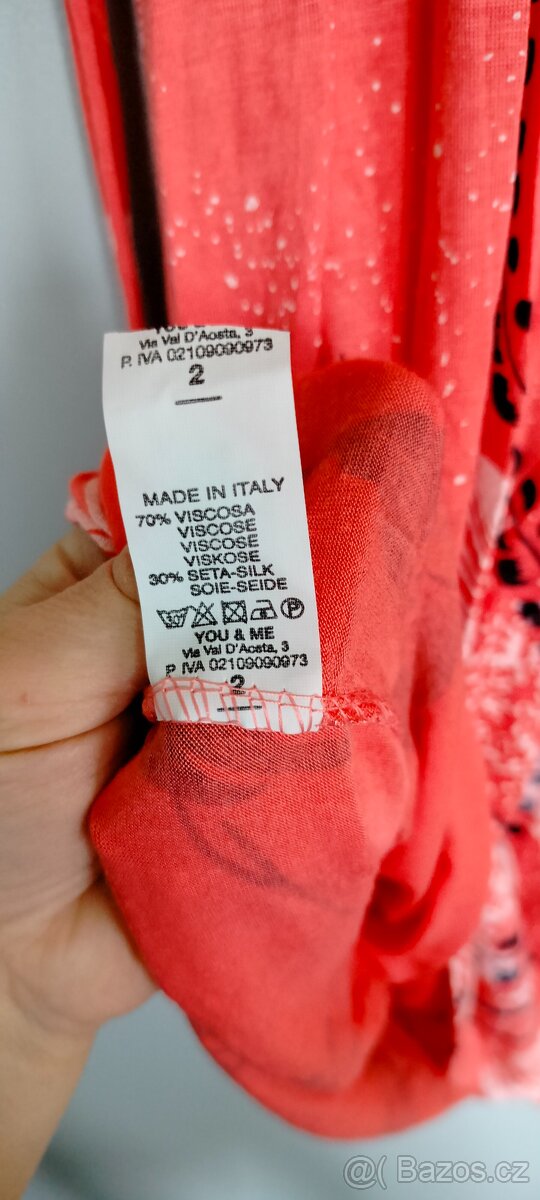 YOU &
Via Val D'Aosta, 3
P. IVA 02109090973
2
MADE IN ITALY
70% VISCOSA
VISCOSE
VISCOSE
VISKOSE
30% SETA-SILK
SOIE-SEIDE
P
YOU & ME
Via Val D'Aosta, 3
P. IVA 02109090973
2
@( Bazos.cz